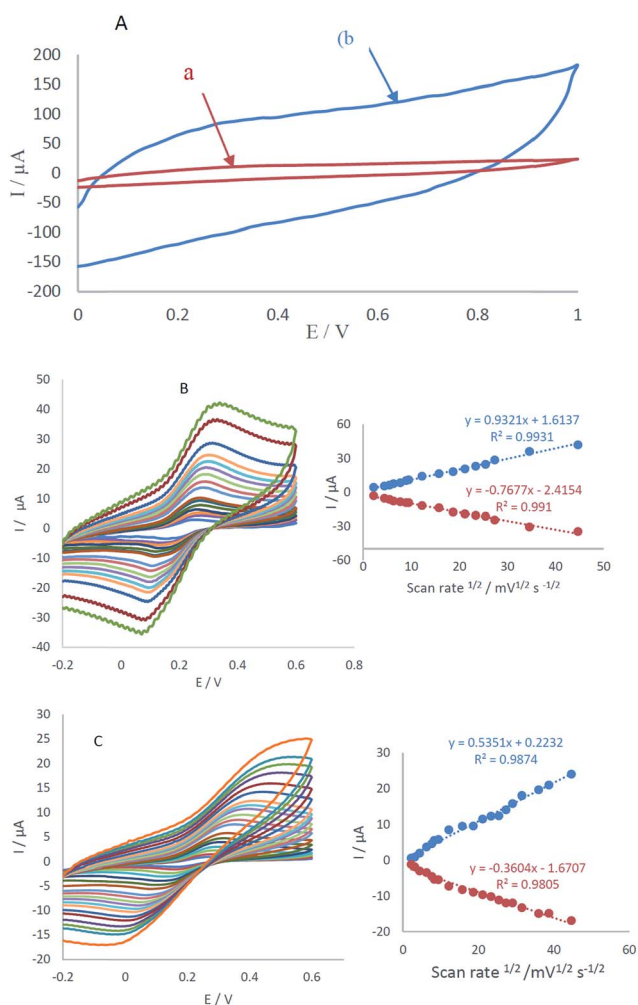 A
(b
a
200
150
100
50
0
-50
-100
-150
-200
I / µA
0 0.2 0.4 0.6 0.8 1
E / V
B
50
40
30
20
10
0
-10
-20
-30
-40
I / µA
-0.2 0 0.2 0.4 0.6 0.8
E / V
60
30
0
-30
-60
I / µA
y = 0.9321x + 1.6137
R² = 0.9931
y = -0.7677x - 2.4154
R² = 0.991
0 10 20 30 40 50
Scan rate 1/2 / mV1/2 s -1/2
C
30
25
20
15
10
5
0
-5
-10
-15
-20
I / µA
-0.2 0 0.2 0.4 0.6
E / V
30
20
10
0
-10
-20
I / µA
y = 0.5351x + 0.2232
R² = 0.9874
y = -0.3604x - 1.6707
R² = 0.9805
0 20 40 60
Scan rate 1/2 /mV1/2 s-1/2